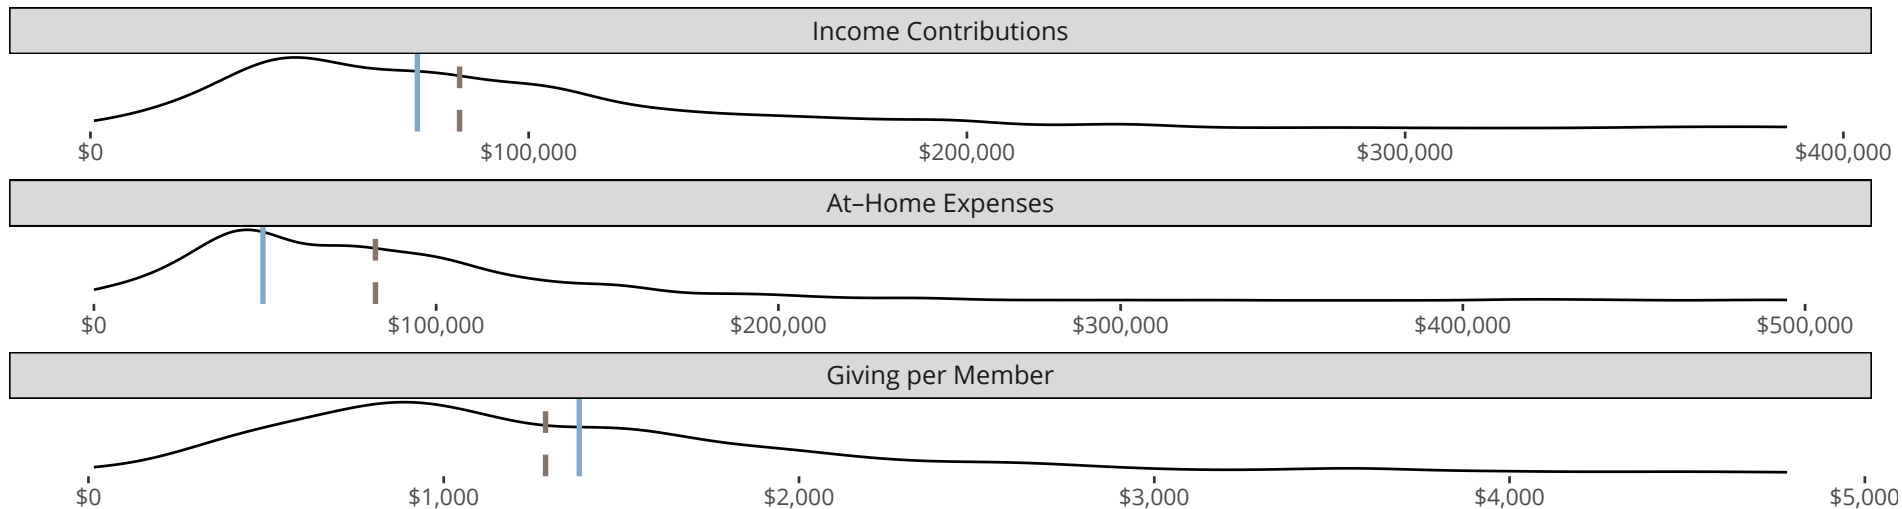 Income Contributions
$0 $100,000 $200,000 $300,000 $400,000
At–Home Expenses
$0 $100,000 $200,000 $300,000 $400,000 $500,000
Giving per Member
$0 $1,000 $2,000 $3,000 $4,000 $5,000